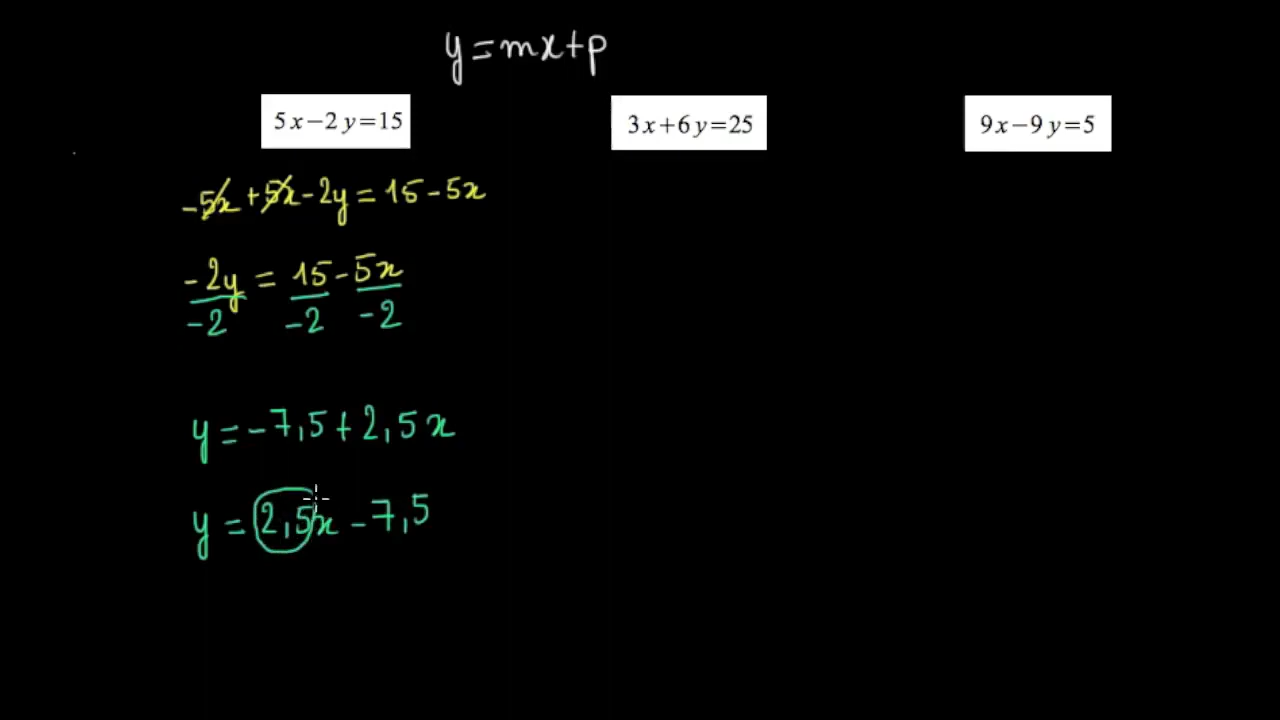 y = mx + p
5x−2y=15
3x+6y=25
9x−9y=5
-5x + 5x - 2y = 15 - 5x
-2y = 15 - 5x
-2 -2 -2
y = -7,5 + 2,5x
y = 2,5x - 7,5